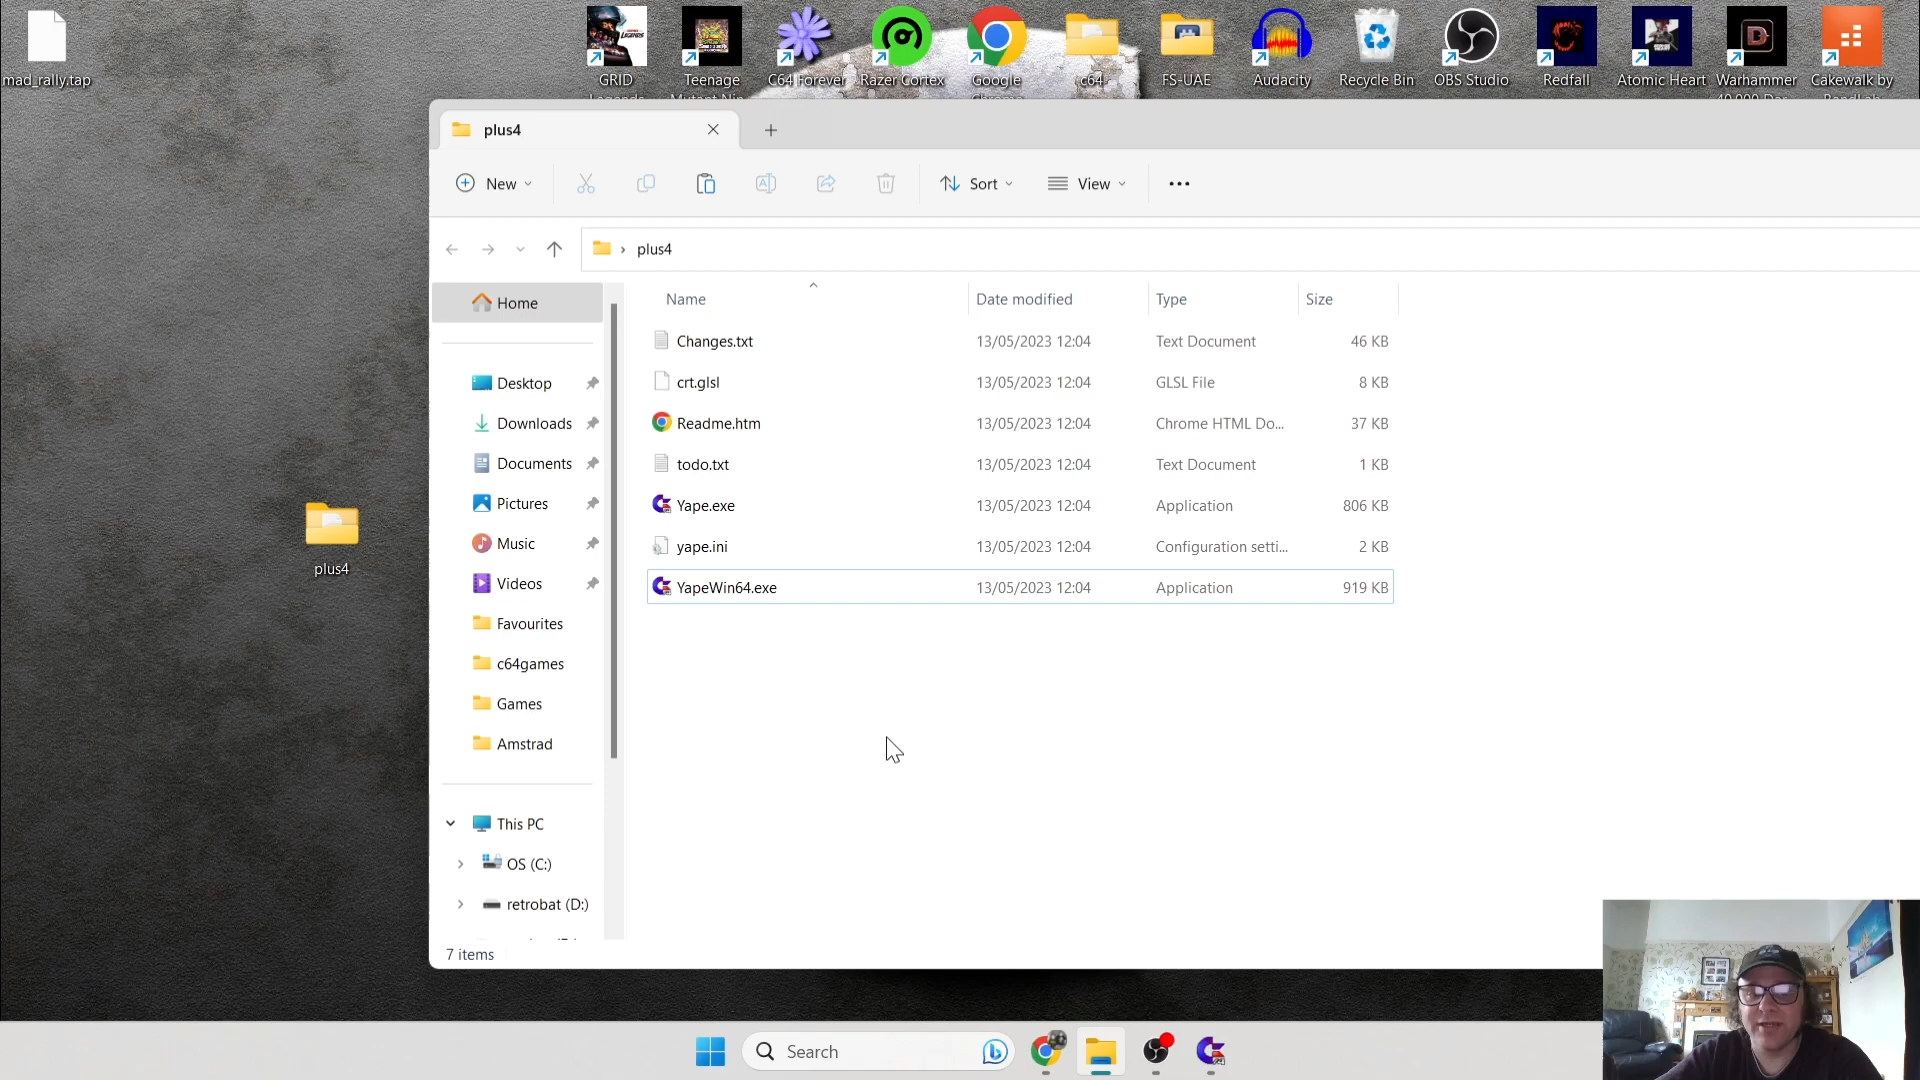 mad_rally.tap
GRID
Legends
Teenage
Mutant Nin
C64 Forever
Razer Cortex
Google
Chrome
c64
FS-UAE
Audacity
Recycle Bin
OBS Studio
Redfall
Atomic Heart
Warhammer
40,000 Dar
Cakewalk by
BandLab
plus4
New
Sort
View
plus4
Home
Desktop
Downloads
Documents
Pictures
Music
Videos
Favourites
c64games
Games
Amstrad
This PC
OS (C:)
retrobat (D:)
Name Date modified Type Size
Changes.txt 13/05/2023 12:04 Text Document 46 KB
crt.glsl 13/05/2023 12:04 GLSL File 8 KB
Readme.htm 13/05/2023 12:04 Chrome HTML Do... 37 KB
todo.txt 13/05/2023 12:04 Text Document 1 KB
Yape.exe 13/05/2023 12:04 Application 806 KB
yape.ini 13/05/2023 12:04 Configuration setti... 2 KB
YapeWin64.exe 13/05/2023 12:04 Application 919 KB
plus4
7 items
Search